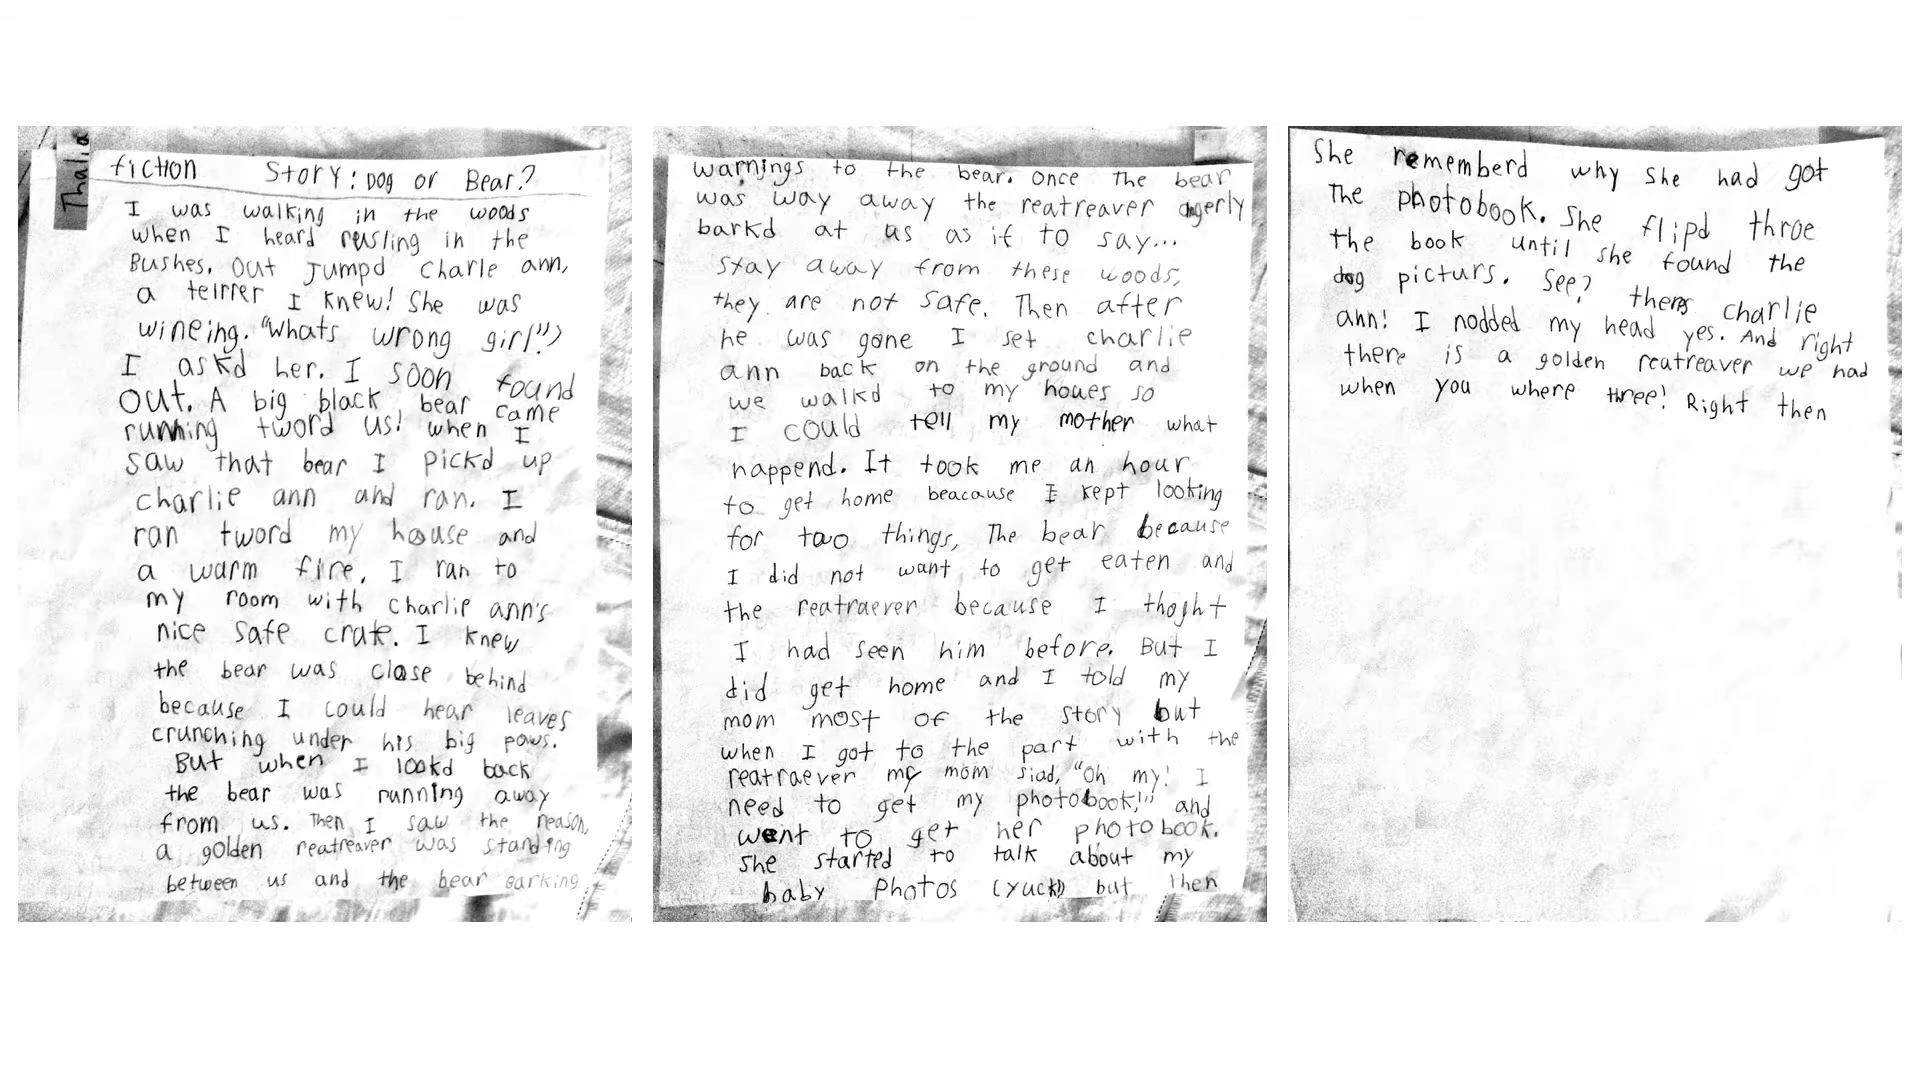 Thalia
fiction Story: Dog or Bear?
I was walking in the woods
when I heard rusling in the
Bushes. Out Jumpd Charle ann,
a teirrer I knew! She was
wineing. "Whats wrong girl"?
I askd her. I soon found
out. A big black bear came
running tword us! when I
saw that bear I pickd up
charlie ann and ran. I
ran tword my house and
a warm fire. I ran to
my room with charlie ann's
nice safe crate. I knew
the bear was close behind
because I could hear leaves
crunching under his big paws.
But when I lookd back
the bear was running away
from us. Then I saw the reason,
a golden reatreaver was standing
between us and the bear barking
warnings to the bear. Once the bear
was way away the reatreaver angerly
barkd at us as if to say...
stay away from these woods,
they are not safe. Then after
he was gone I set charlie
ann back on the ground and
we walkd to my houes so
I could tell my mother what
happend. It took me an hour
to get home beacause I kept looking
for two things, The bear because
I did not want to get eaten and
the reatraever because I thoght
I had seen him before. But I
did get home and I told my
mom most of the story but
when I got to the part with the
reatraever my mom siad, "Oh my! I
need to get my photobook!" and
went to get her photobook.
she started to talk about my
baby photos (yuck!) but then
She rememberd why she had got
the photobook. She flipd throe
the book until she found the
dog picturs. See? thers charlie
ann! I nodded my head yes. And right
there is a golden reatreaver we had
when you where three! Right then